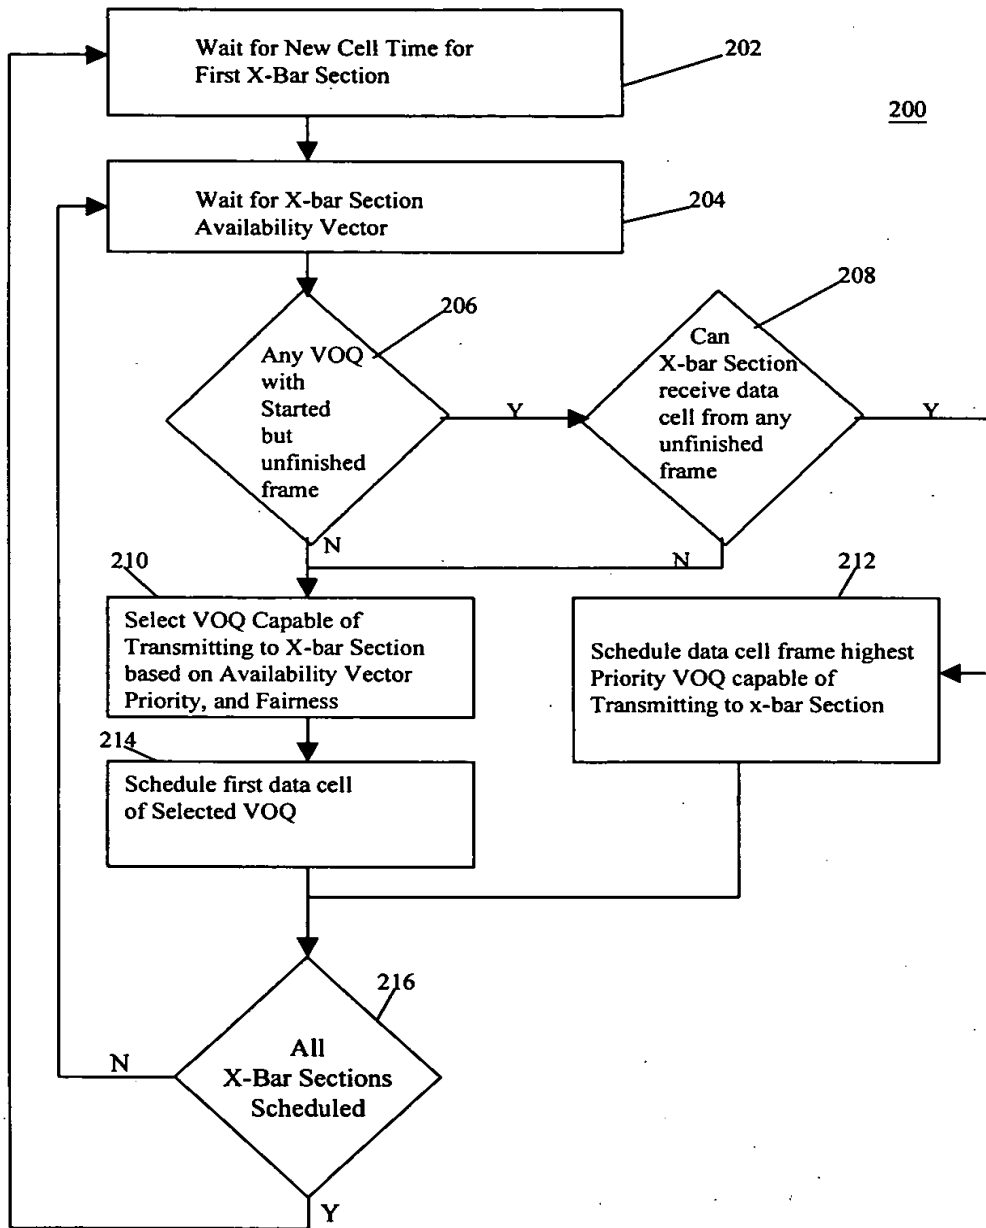 Wait for New Cell Time for
First X-Bar Section
202
200
Wait for X-bar Section
Availability Vector
204
206
Any VOQ
with
Started
but
unfinished
frame
Y
N
208
Can
X-bar Section
receive data
cell from any
unfinished
frame
Y
N
210
Select VOQ Capable of
Transmitting to X-bar Section
based on Availability Vector
Priority, and Fairness
212
Schedule data cell frame highest
Priority VOQ capable of
Transmitting to x-bar Section
214
Schedule first data cell
of Selected VOQ
216
All
X-Bar Sections
Scheduled
N
Y